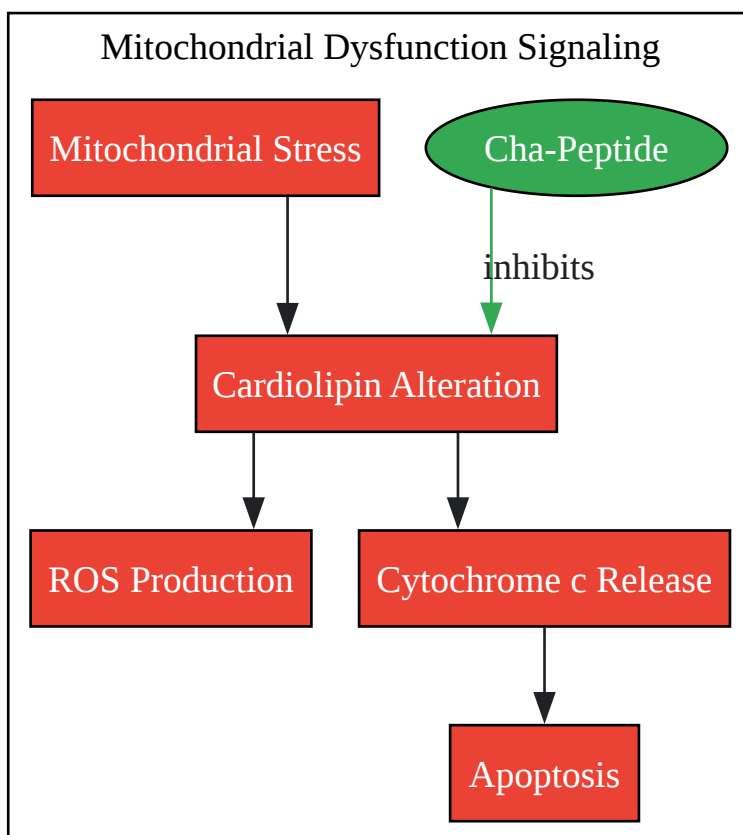 Mitochondrial Dysfunction Signaling
Mitochondrial Stress
Cha-Peptide
inhibits
Cardiolipin Alteration
ROS Production
Cytochrome c Release
Apoptosis